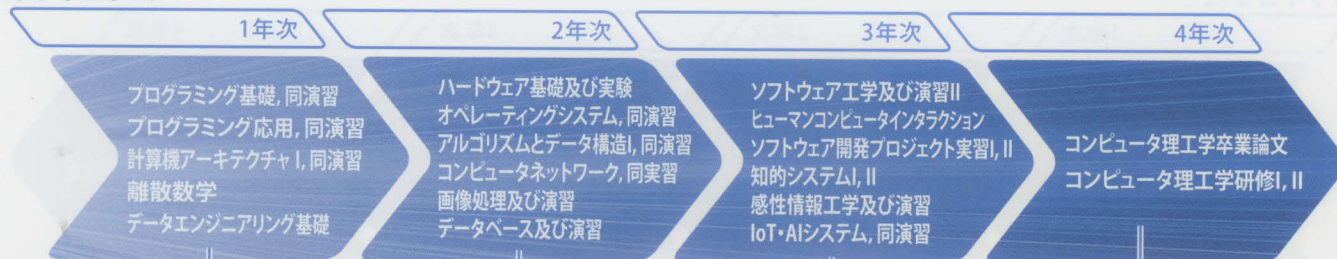 1年次
プログラミング基礎, 同演習
プログラミング応用, 同演習
計算機アーキテクチャ I, 同演習
離散数学
データエンジニアリング基礎
2年次
ハードウェア基礎及び実験
オペレーティングシステム, 同演習
アルゴリズムとデータ構造I, 同演習
コンピュータネットワーク, 同実習
画像処理及び演習
データベース及び演習
3年次
ソフトウェア工学及び演習II
ヒューマンコンピュータインタラクション
ソフトウェア開発プロジェクト実習I, II
知的システムI, II
感性情報工学及び演習
IoT・AIシステム, 同演習
4年次
コンピュータ理工学卒業論文
コンピュータ理工学研修I, II